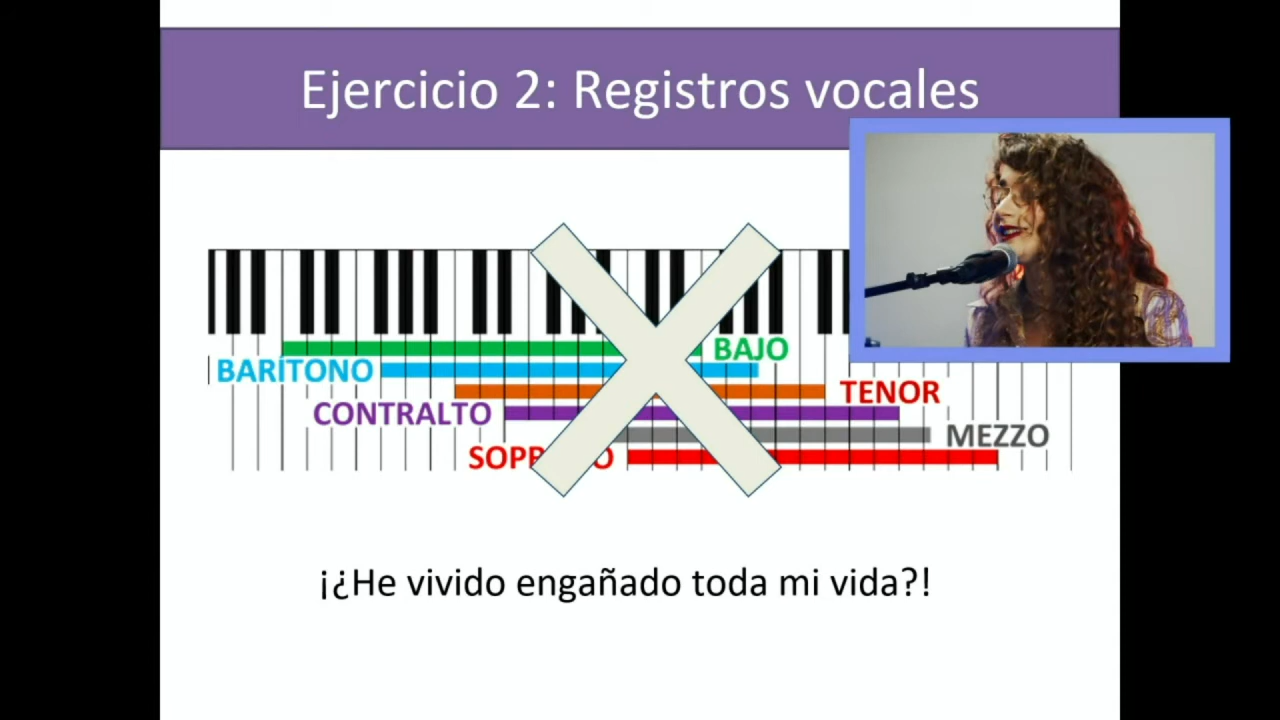 Ejercicio 2: Registros vocales
BAJO
BARÍTONO
TENOR
CONTRALTO
MEZZO
¡¿He vivido engañado toda mi vida?!